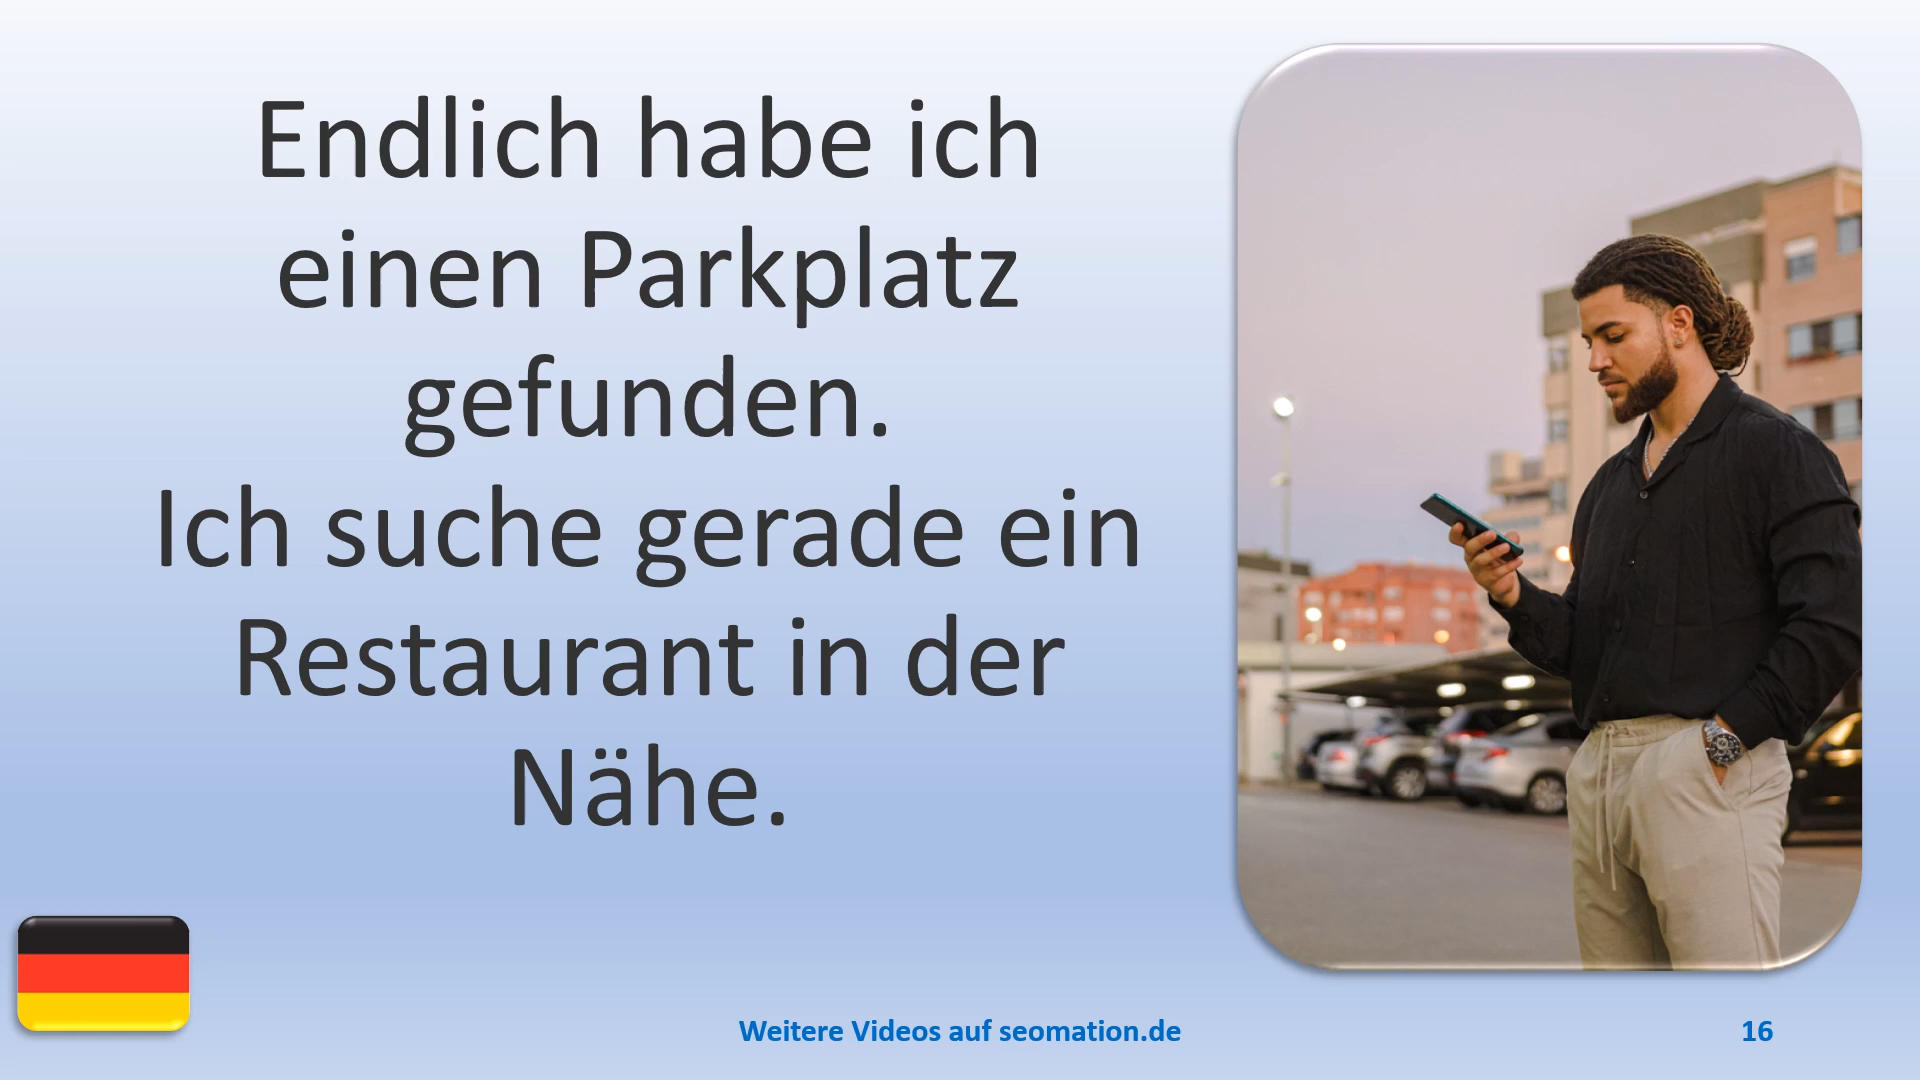 Endlich habe ich
einen Parkplatz
gefunden.
Ich suche gerade ein
Restaurant in der
Nähe.
Weitere Videos auf seomation.de
16